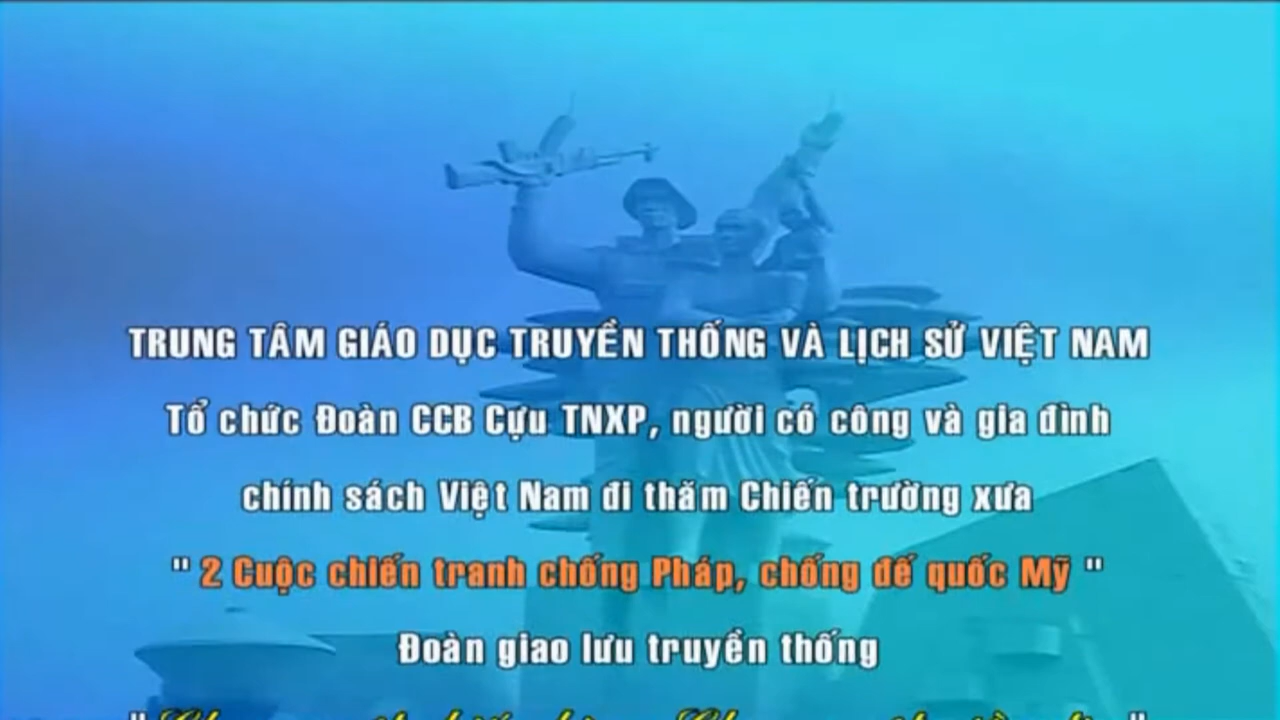 TRUNG TÂM GIÁO DỤC TRUYỀN THỐNG VÀ LỊCH SỬ VIỆT NAM
Tổ chức Đoàn CCB Cựu TNXP, người có công và gia đình
chính sách Việt Nam đi thăm Chiến trường xưa
" 2 Cuộc chiến tranh chống Pháp, chống đế quốc Mỹ "
Đoàn giao lưu truyền thống